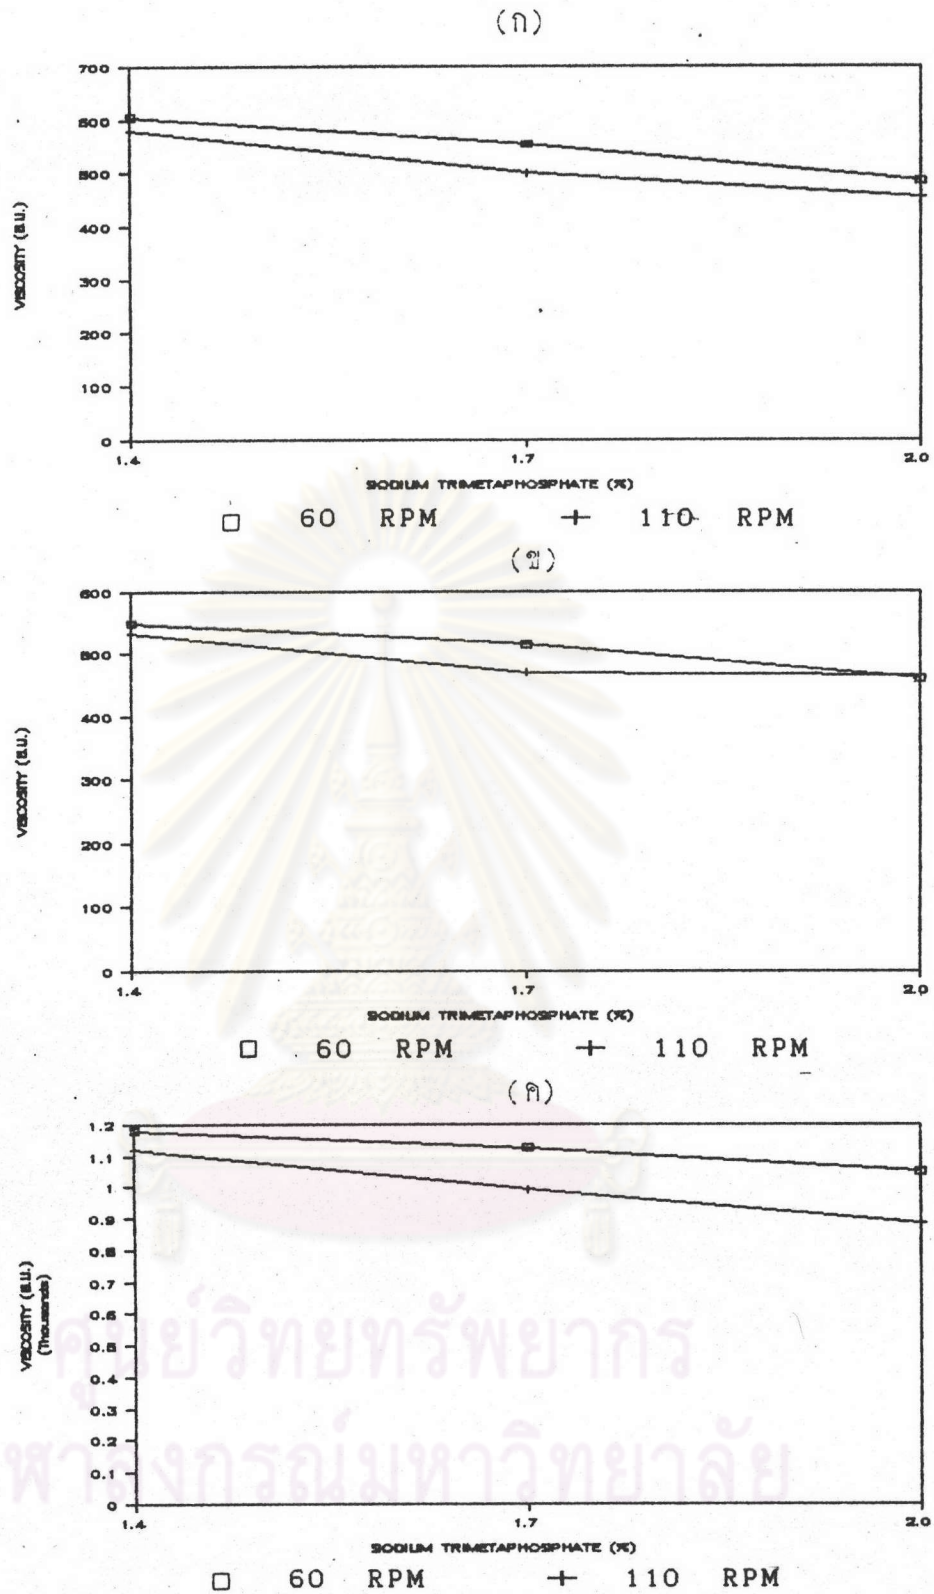 (ก)
700
600
500
400
300
200
100
0
VISCOSITY (B.U.)
1.4 1.7 2.0
SODIUM TRIMETAPHOSPHATE (%)
60 RPM 110 RPM
(ข)
600
500
400
300
200
100
0
VISCOSITY (B.U.)
1.4 1.7 2.0
SODIUM TRIMETAPHOSPHATE (%)
60 RPM 110 RPM
(ค)
1.2
1.1
1
0.9
0.8
0.7
0.6
0.5
0.4
0.3
0.2
0.1
0
VISCOSITY (B.U.)
(Thousands)
1.4 1.7 2.0
SODIUM TRIMETAPHOSPHATE (%)
60 RPM 110 RPM
ศูนย์วิทยทรัพยากร
ฬาลงกรณ์มหาวิทยาลัย